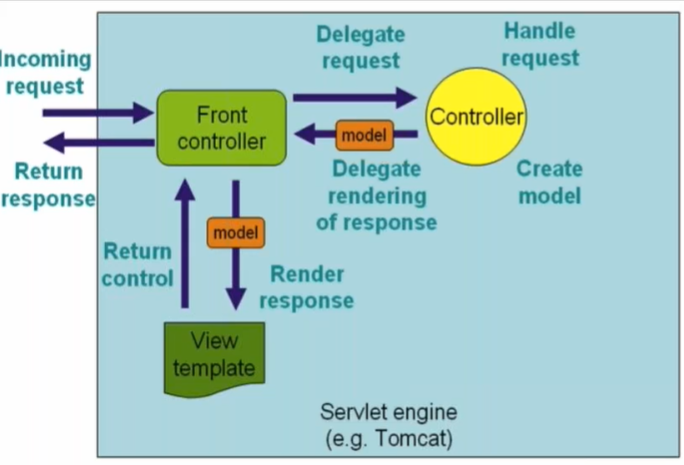 Incoming
request
Return
response
Front
controller
Delegate
request
Handle
request
Controller
model
Delegate
rendering
of response
Create
model
Return
control
model
Render
response
View
template
Servlet engine
(e.g. Tomcat)